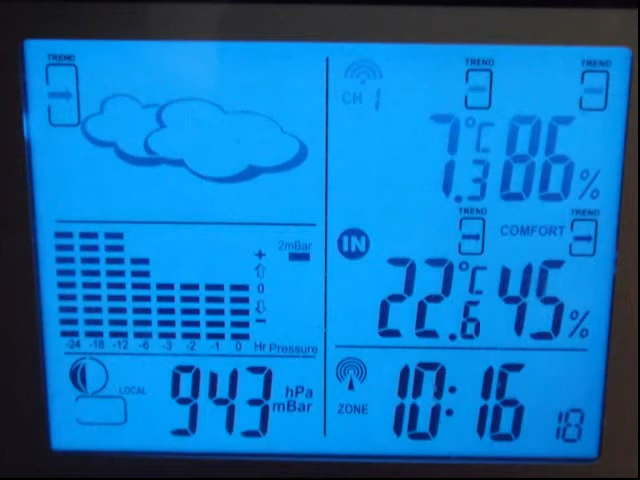 TREND
TREND
TREND
CH 1
7.3°C 86%
TREND
COMFORT
TREND
IN
22.6°C 45%
2mBar
+
0
-
-24 -18 -12 -6 -3 -2 -1 0 Hr Pressure
LOCAL
943 hPa
mBar
ZONE
10:16 18